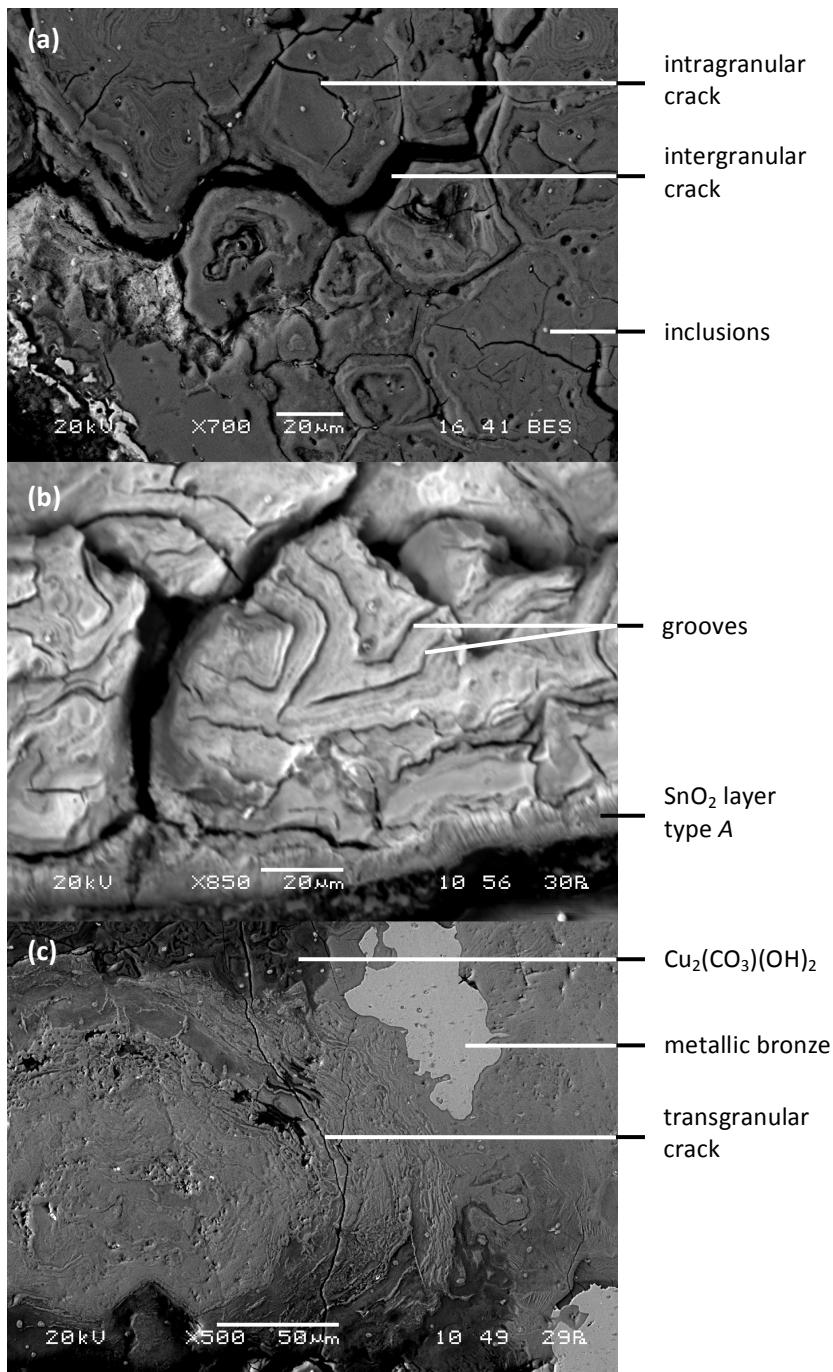 (a)
intragranular
crack
intergranular
crack
inclusions
20kV X700 20µm 16 41 BES
(b)
grooves
SnO₂ layer
type A
20kV X850 20µm 10 56 30R
(c)
Cu₂(CO₃)(OH)₂
metallic bronze
transgranular
crack
20kV X500 50µm 10 49 29R